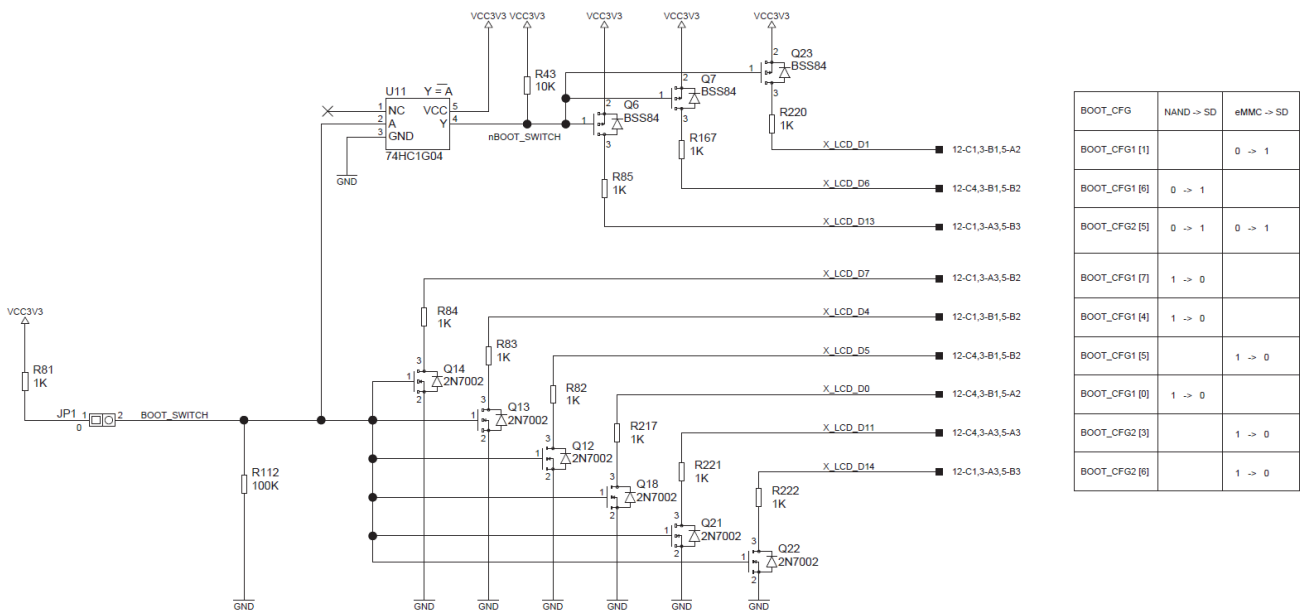 VCC3V3 VCC3V3 VCC3V3 VCC3V3 VCC3V3
Q23
BSS84
2
1
3
Q7
BSS84
2
1
3
R43
10K
U11 Y = A
1 NC VCC 5
2 A Y 4
3 GND
74HC1G04
GND
nBOOT_SWITCH
Q6
BSS84
2
1
3
R220
1K
R167
1K
R85
1K
X_LCD_D1 12-C1,3-B1,5-A2
X_LCD_D6 12-C4,3-B1,5-B2
X_LCD_D13 12-C1,3-A3,5-B3
X_LCD_D7 12-C1,3-A3,5-B2
X_LCD_D4 12-C1,3-B1,5-B2
X_LCD_D5 12-C4,3-B1,5-B2
X_LCD_D0 12-C4,3-B1,5-A2
X_LCD_D11 12-C4,3-A3,5-A3
X_LCD_D14 12-C1,3-A3,5-B3
VCC3V3
R81
1K
JP1 1 2
0
BOOT_SWITCH
R112
100K
R84
1K
3
Q14
1 2N7002
2
R83
1K
3
Q13
1 2N7002
2
R82
1K
3
Q12
1 2N7002
2
R217
1K
3
Q18
1 2N7002
2
R221
1K
3
Q21
1 2N7002
2
R222
1K
3
Q22
1 2N7002
2
GND GND GND GND GND GND GND
BOOT_CFG NAND -> SD eMMC -> SD
BOOT_CFG1 [1] 0 -> 1
BOOT_CFG1 [6] 0 -> 1
BOOT_CFG2 [5] 0 -> 1 0 -> 1
BOOT_CFG1 [7] 1 -> 0
BOOT_CFG1 [4] 1 -> 0
BOOT_CFG1 [5] 1 -> 0
BOOT_CFG1 [0] 1 -> 0
BOOT_CFG2 [3] 1 -> 0
BOOT_CFG2 [6] 1 -> 0